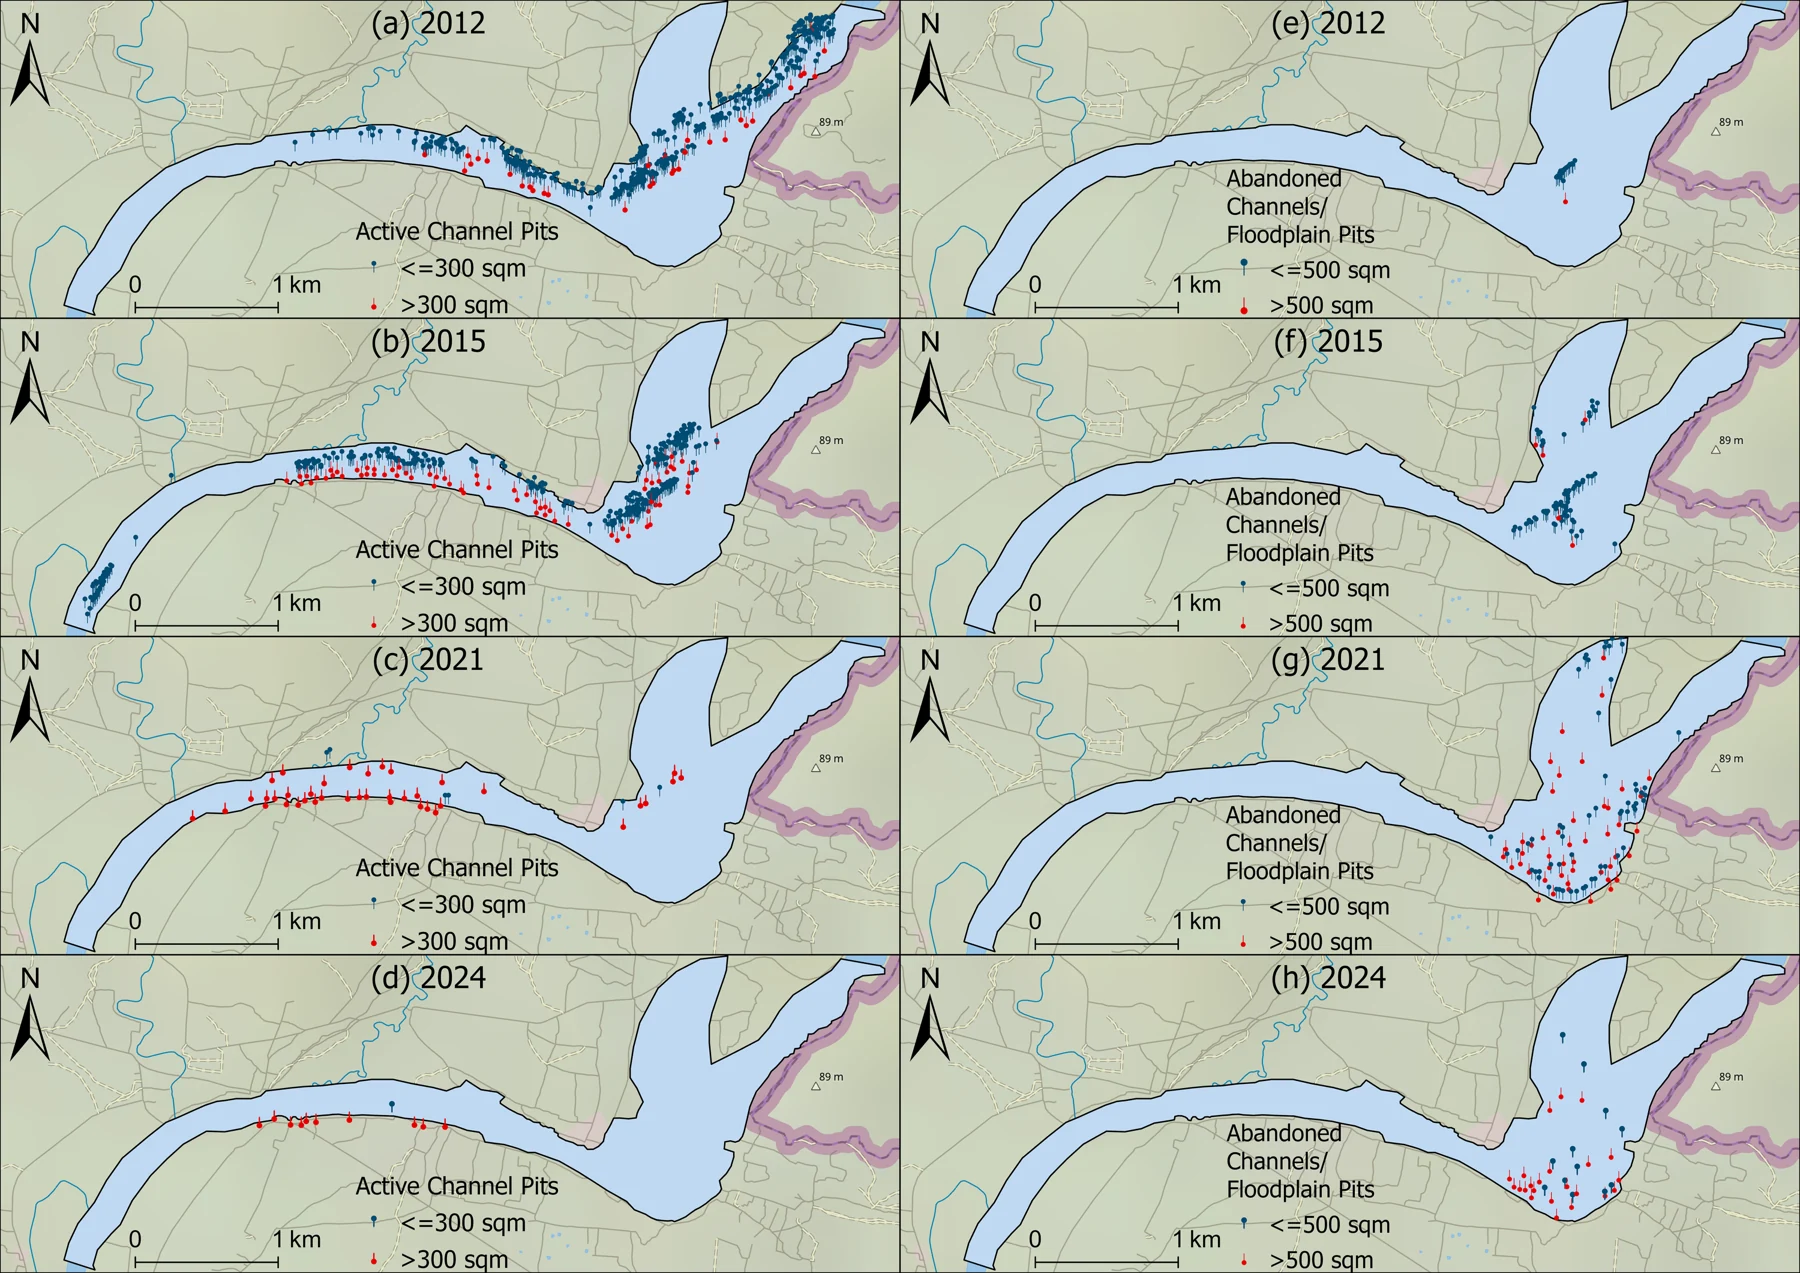 N
(a) 2012
89 m
Active Channel Pits
<=300 sqm
>300 sqm
0 1 km
N
(e) 2012
89 m
Abandoned
Channels/
Floodplain Pits
<=500 sqm
>500 sqm
0 1 km
N
(b) 2015
89 m
Active Channel Pits
<=300 sqm
>300 sqm
0 1 km
N
(f) 2015
89 m
Abandoned
Channels/
Floodplain Pits
<=500 sqm
>500 sqm
0 1 km
N
(c) 2021
89 m
Active Channel Pits
<=300 sqm
>300 sqm
0 1 km
N
(g) 2021
89 m
Abandoned
Channels/
Floodplain Pits
<=500 sqm
>500 sqm
0 1 km
N
(d) 2024
89 m
Active Channel Pits
<=300 sqm
>300 sqm
0 1 km
N
(h) 2024
89 m
Abandoned
Channels/
Floodplain Pits
<=500 sqm
>500 sqm
0 1 km